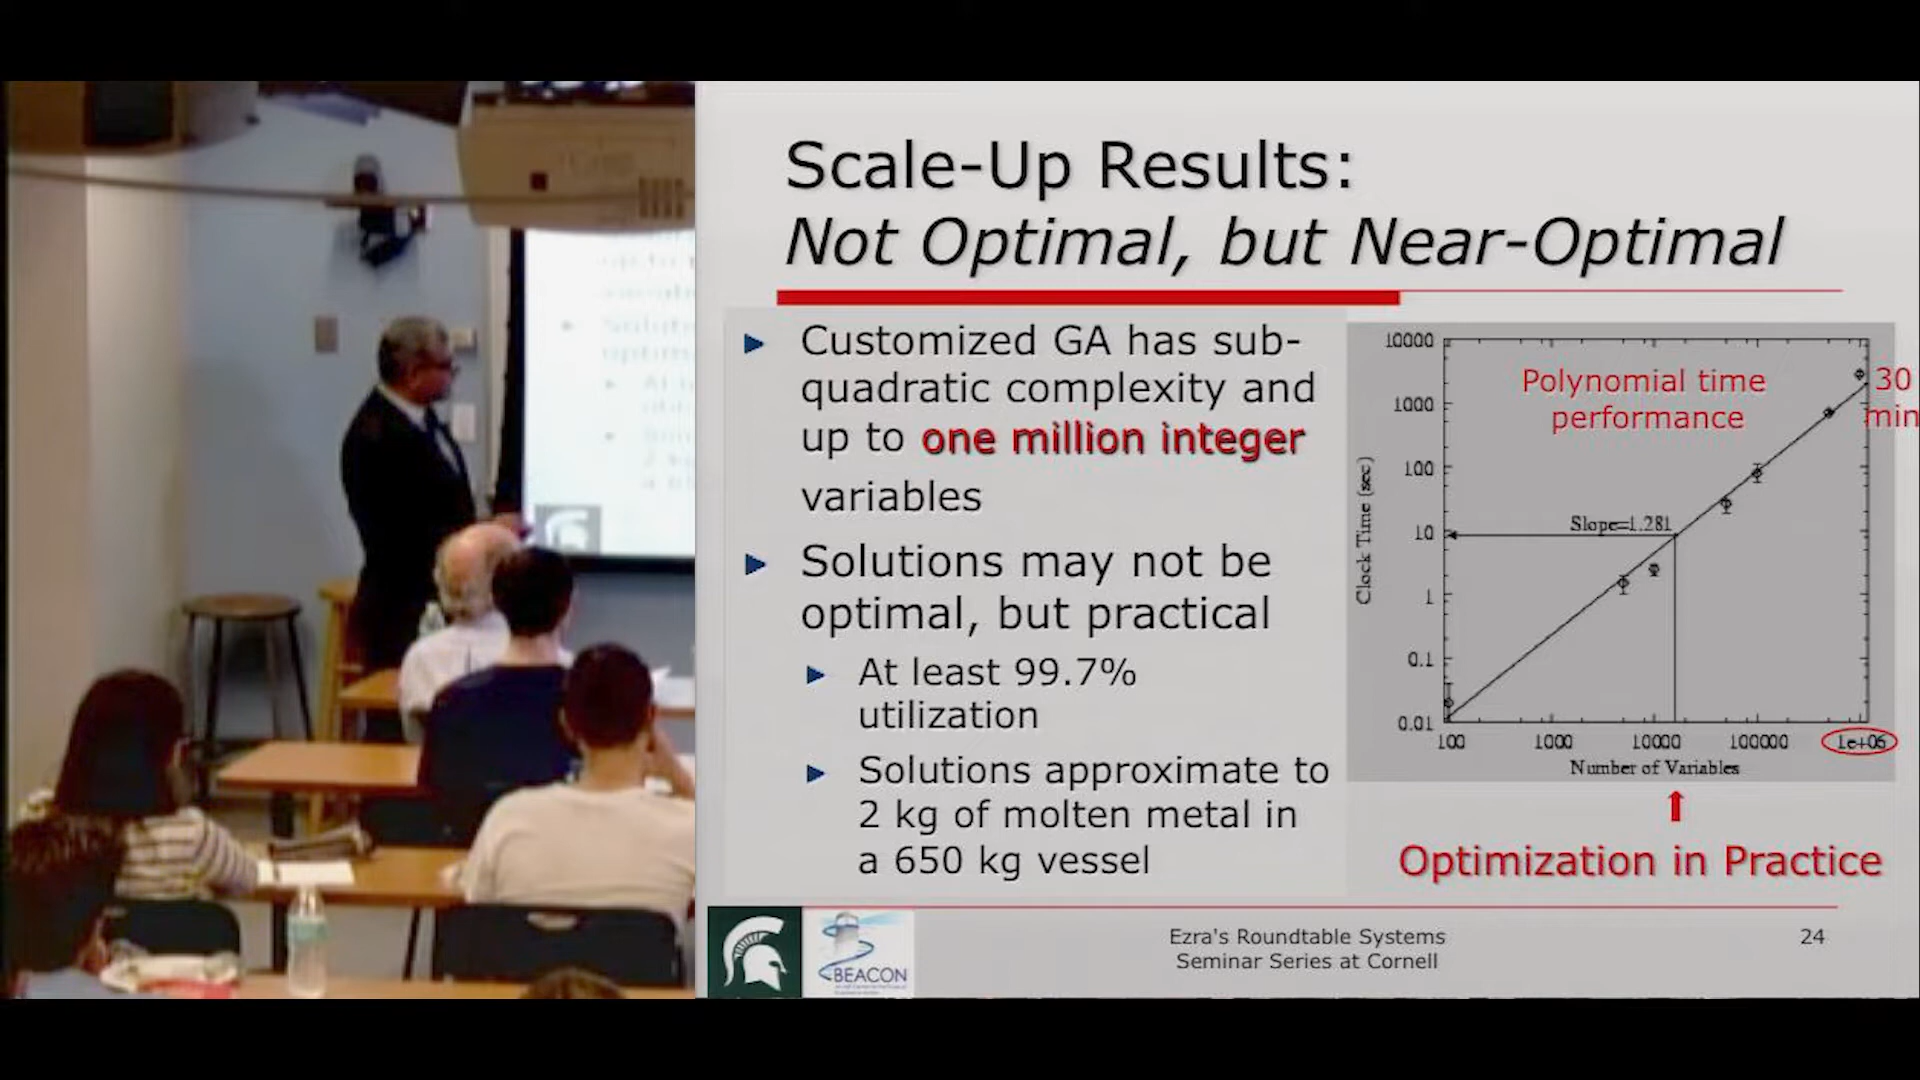 Scale-Up Results:
Not Optimal, but Near-Optimal
Customized GA has sub-
quadratic complexity and
up to one million integer
variables
Solutions may not be
optimal, but practical
At least 99.7%
utilization
Solutions approximate to
2 kg of molten metal in
a 650 kg vessel
Polynomial time
performance
30
min
10000
1000
100
10
1
0.1
0.01
Clock Time (sec)
Slope=1.281
100
1000
10000
100000
1e+06
Number of Variables
Optimization in Practice
BEACON
Ezra's Roundtable Systems
Seminar Series at Cornell
24